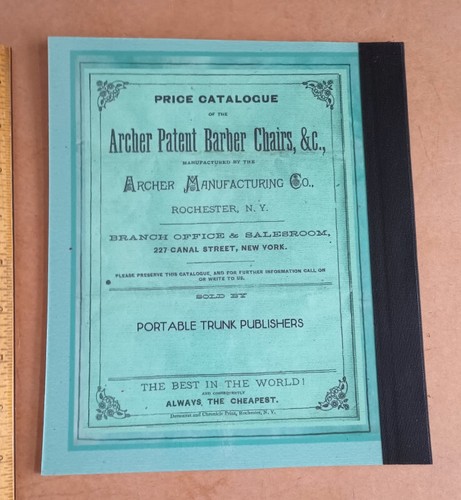 PRICE CATALOGUE
OF THE
Archer Patent Barber Chairs, &c.,
MANUFACTURED BY THE
ARCHER MANUFACTURING CO.,
ROCHESTER, N. Y.
BRANCH OFFICE & SALESROOM,
227 CANAL STREET, NEW YORK.
PLEASE PRESERVE THIS CATALOGUE, AND FOR FURTHER INFORMATION CALL ON
OR WRITE TO US.
SOLD BY
PORTABLE TRUNK PUBLISHERS
THE BEST IN THE WORLD!
AND CONSEQUENTLY
ALWAYS, THE CHEAPEST.
Democrat and Chronicle Print, Rochester, N. Y.